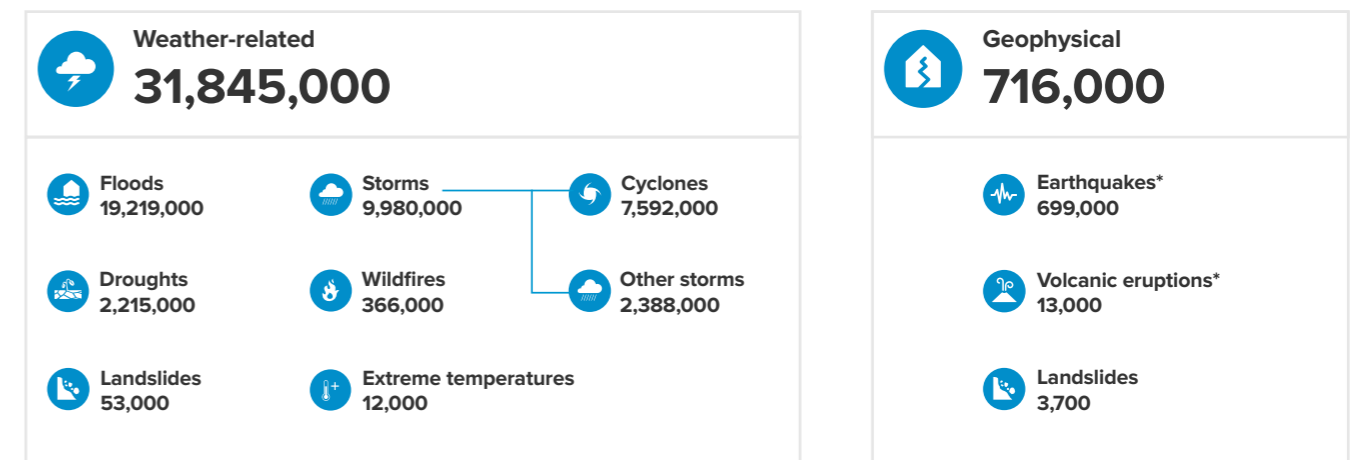 Weather-related
31,845,000
Floods
19,219,000
Storms
9,980,000
Cyclones
7,592,000
Droughts
2,215,000
Wildfires
366,000
Other storms
2,388,000
Landslides
53,000
Extreme temperatures
12,000
Geophysical
716,000
Earthquakes*
699,000
Volcanic eruptions*
13,000
Landslides
3,700